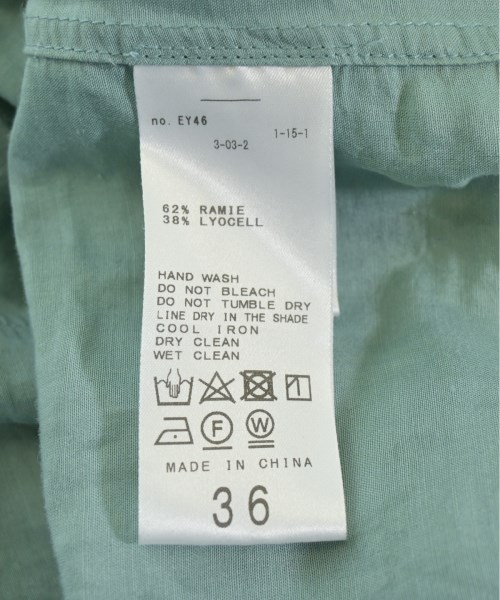 no. EY46
1-15-1
3-03-2
62% RAMIE
38% LYOCELL
HAND WASH
DO NOT BLEACH
DO NOT TUMBLE DRY
LINE DRY IN THE SHADE
COOL IRON
DRY CLEAN
WET CLEAN
F W
MADE IN CHINA
36